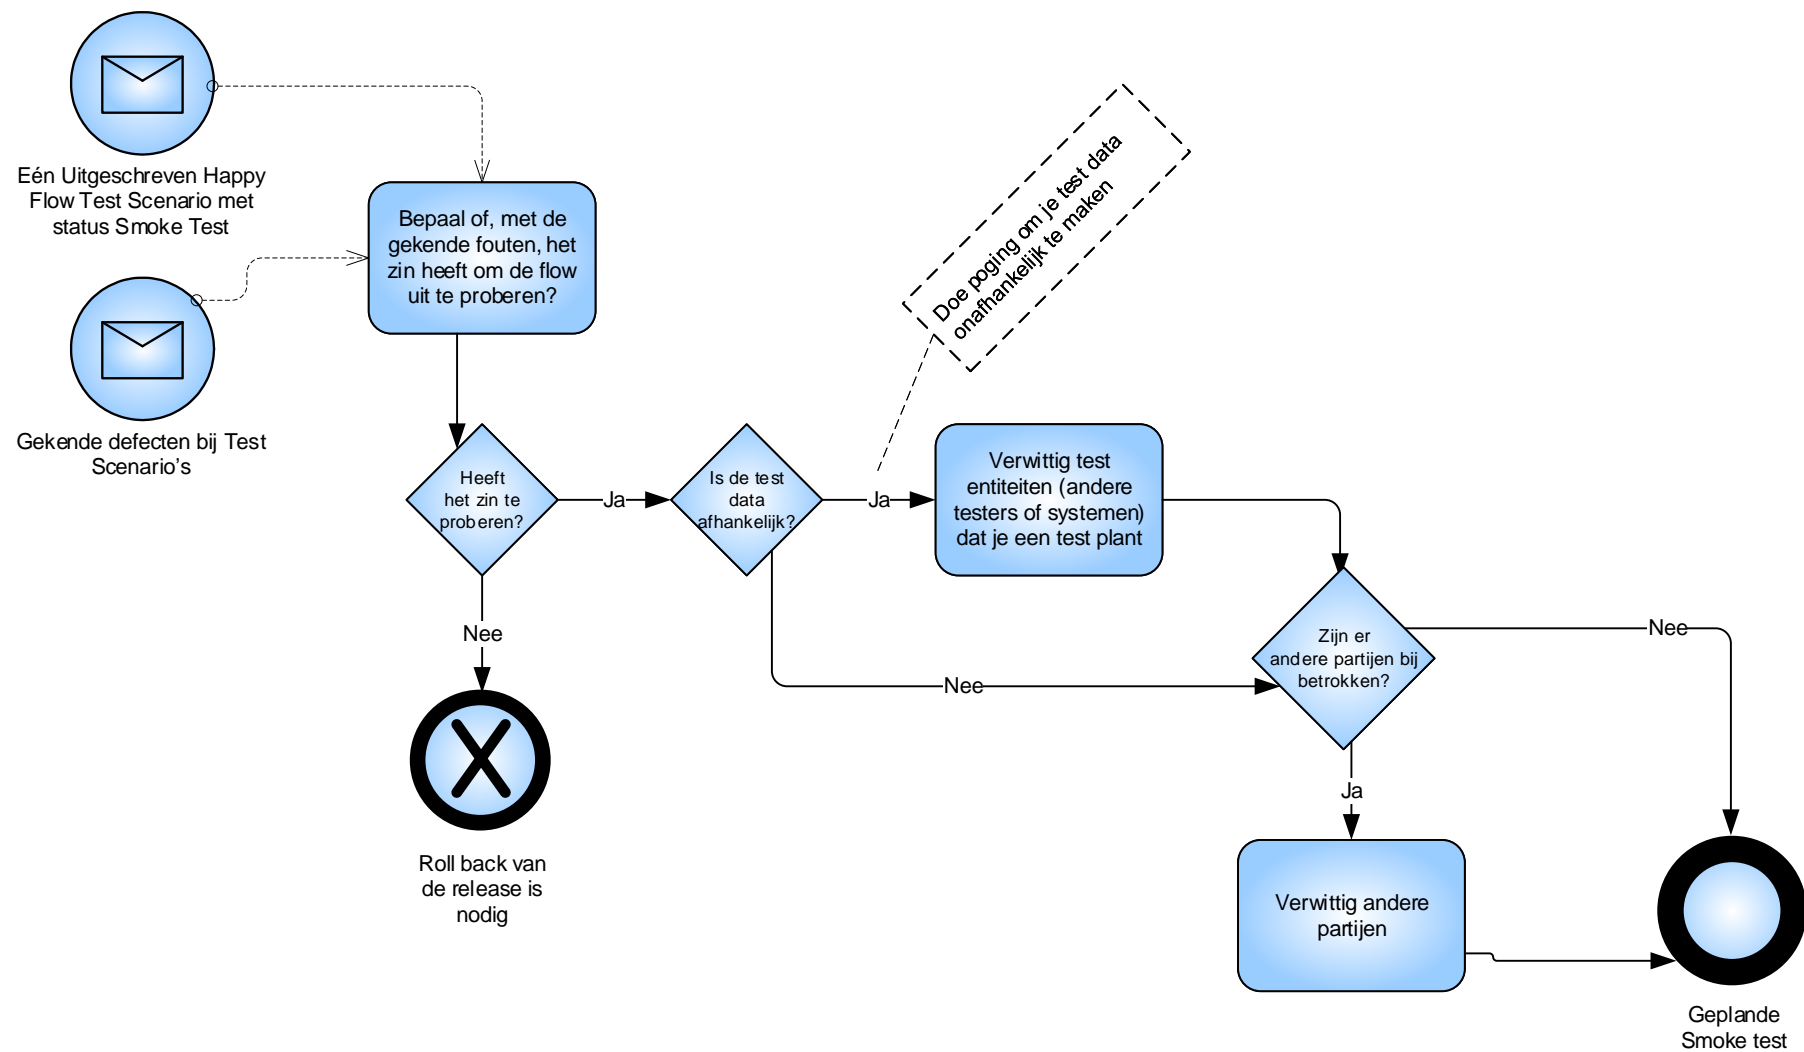 Eén Uitgeschreven Happy
Flow Test Scenario met
status Smoke Test
Gekende defecten bij Test
Scenario's
Bepaal of, met de
gekende fouten, het
zin heeft om de flow
uit te proberen?
Doe poging om je test data
onafhankelijk te maken
Heeft
het zin te
proberen?
Ja
Is de test
data
afhankelijk?
Ja
Verwittig test
entiteiten (andere
testers of systemen)
dat je een test plant
Nee
Nee
Zijn er
andere partijen bij
betrokken?
Nee
Ja
Roll back van
de release is
nodig
Verwittig andere
partijen
Geplande
Smoke test